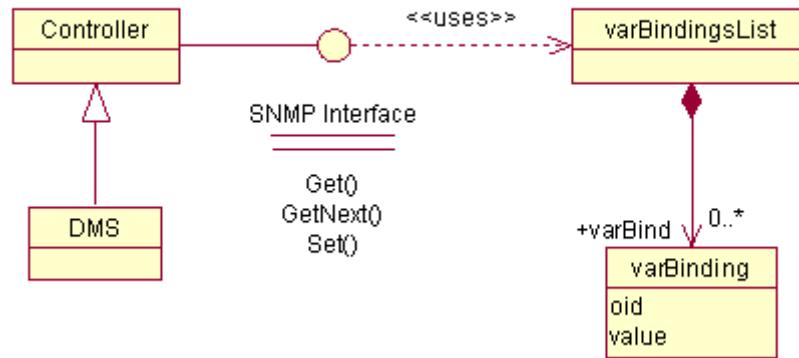 Controller
<<uses>>
varBindingsList
SNMP Interface
Get()
GetNext()
Set()
DMS
+varBind
0..*
varBinding
oid
value